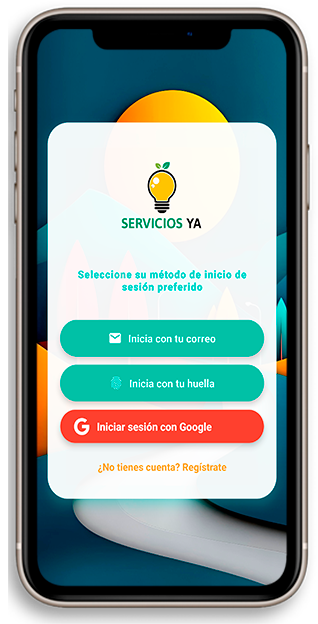 SERVICIOS YA
Seleccione su método de inicio de
sesión preferido
Inicia con tu correo
Inicia con tu huella
Iniciar sesión con Google
¿No tienes cuenta? Regístrate